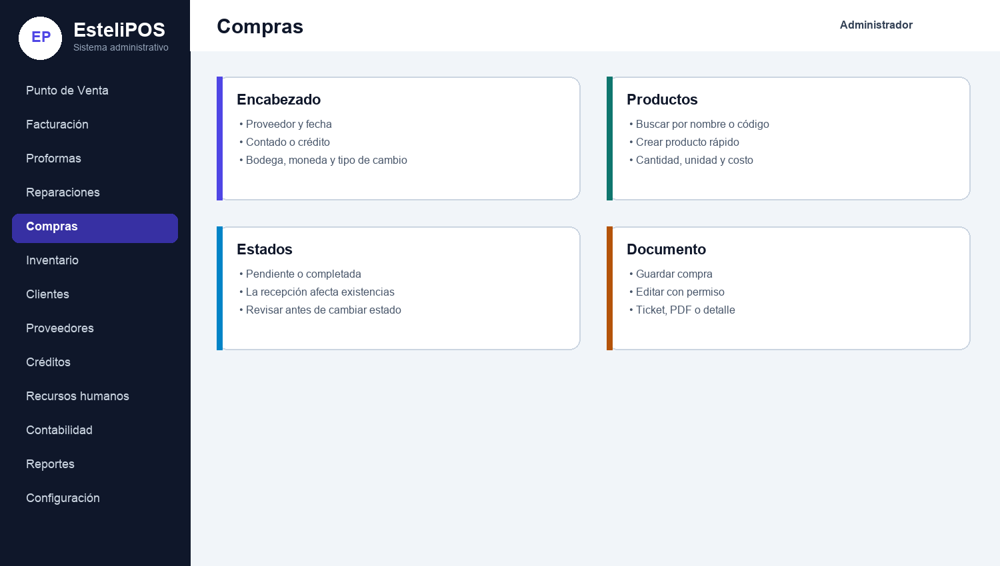 EP
EsteliPOS
Sistema administrativo
Punto de Venta
Facturación
Proformas
Reparaciones
Compras
Inventario
Clientes
Proveedores
Créditos
Recursos humanos
Contabilidad
Reportes
Configuración
Compras
Administrador
Encabezado
• Proveedor y fecha
• Contado o crédito
• Bodega, moneda y tipo de cambio
Productos
• Buscar por nombre o código
• Crear producto rápido
• Cantidad, unidad y costo
Estados
• Pendiente o completada
• La recepción afecta existencias
• Revisar antes de cambiar estado
Documento
• Guardar compra
• Editar con permiso
• Ticket, PDF o detalle